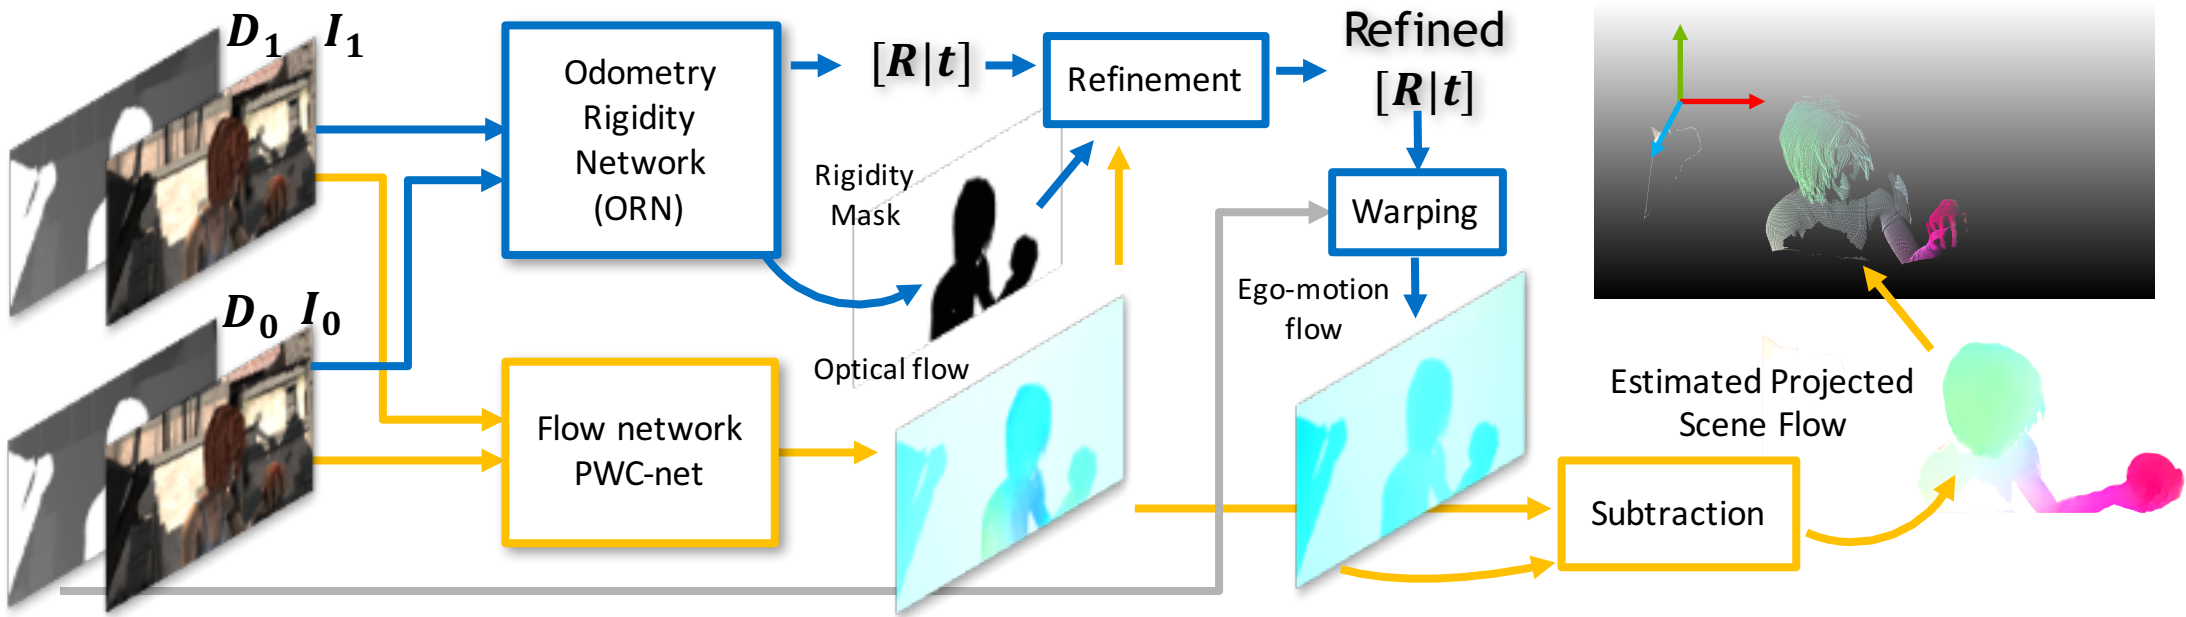 D₁ I₁
Odometry
Rigidity
Network
(ORN)
[R|t]
Refinement
Refined
[R|t]
Rigidity
Mask
Warping
D₀ I₀
Ego-motion
flow
Optical flow
Flow network
PWC-net
Estimated Projected
Scene Flow
Subtraction